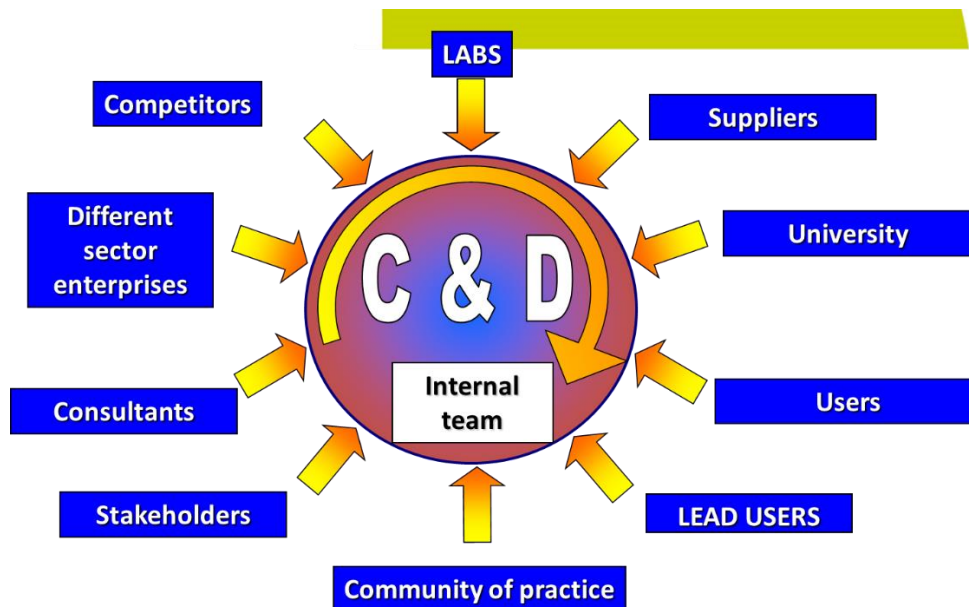 LABS
Competitors
Suppliers
Different
sector
enterprises
University
C & D
Internal
team
Consultants
Users
Stakeholders
LEAD USERS
Community of practice